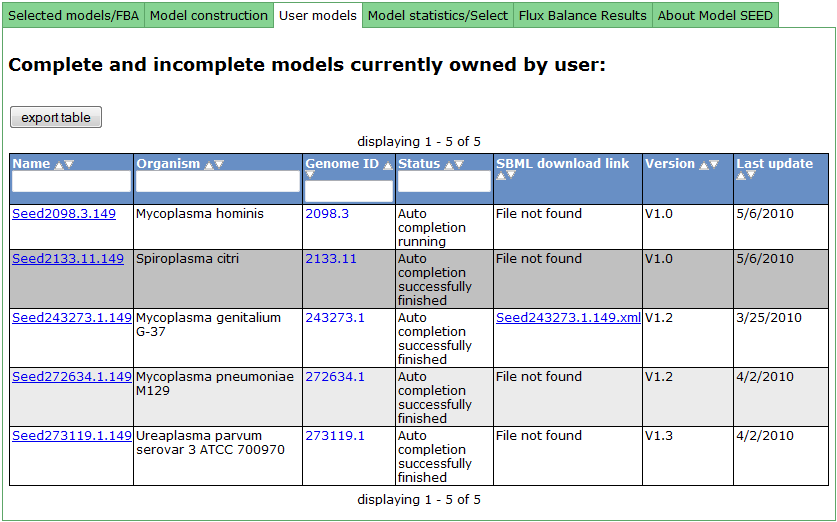 Selected models/FBA Model construction User models Model statistics/Select Flux Balance Results About Model SEED
Complete and incomplete models currently owned by user:
export table
displaying 1 - 5 of 5
Name Organism Genome ID Status SBML download link Version Last update
Seed2098.3.149 Mycoplasma hominis 2098.3 Auto File not found V1.0 5/6/2010
completion
running
Seed2133.11.149 Spiroplasma citri 2133.11 Auto File not found V1.0 5/6/2010
completion
successfully
finished
Seed243273.1.149 Mycoplasma genitalium 243273.1 Auto Seed243273.1.149.xml V1.2 3/25/2010
G-37 completion
successfully
finished
Seed272634.1.149 Mycoplasma pneumoniae 272634.1 Auto File not found V1.2 4/2/2010
M129 completion
successfully
finished
Seed273119.1.149 Ureaplasma parvum 273119.1 Auto File not found V1.3 4/2/2010
serovar 3 ATCC 700970 completion
successfully
finished
displaying 1 - 5 of 5